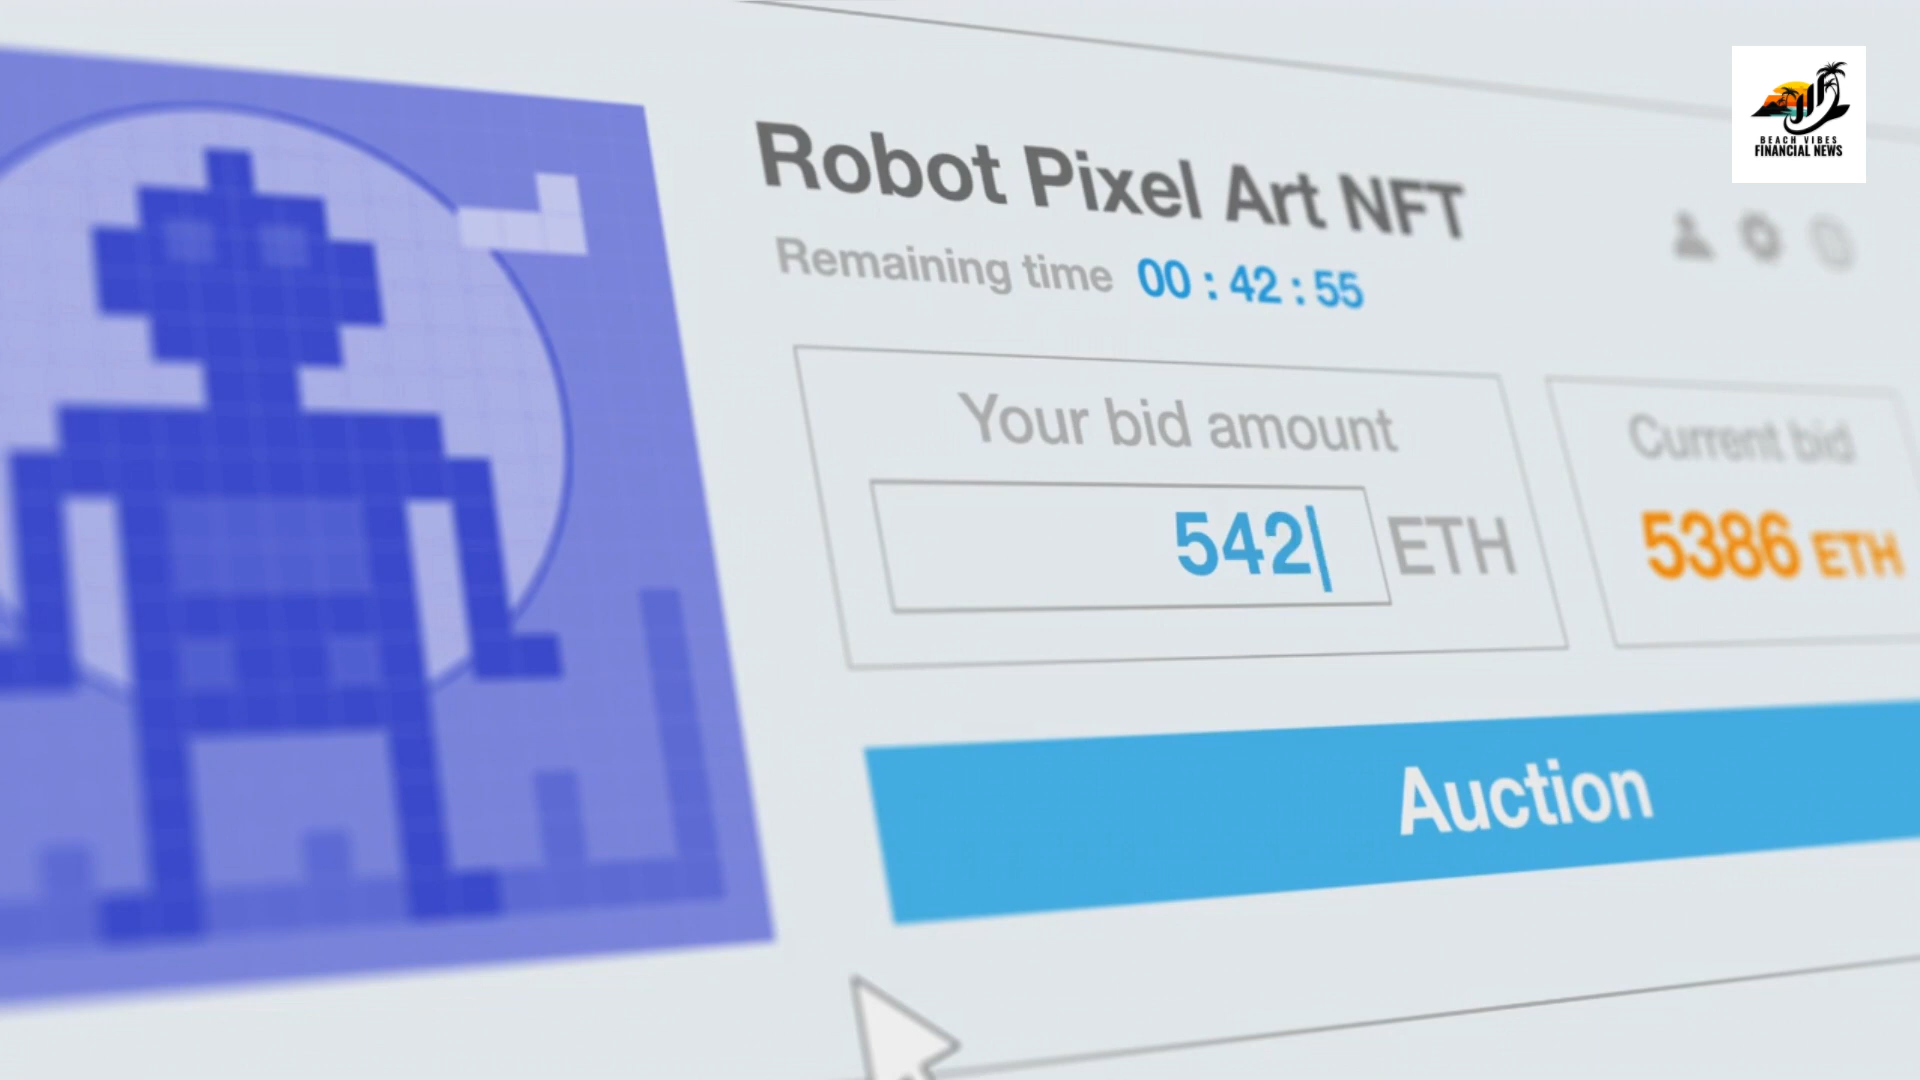 Robot Pixel Art NFT
Remaining time 00 : 42 : 55
Your bid amount
542
ETH
Current bid
5386 ETH
Auction
BEACH VIBES
FINANCIAL NEWS